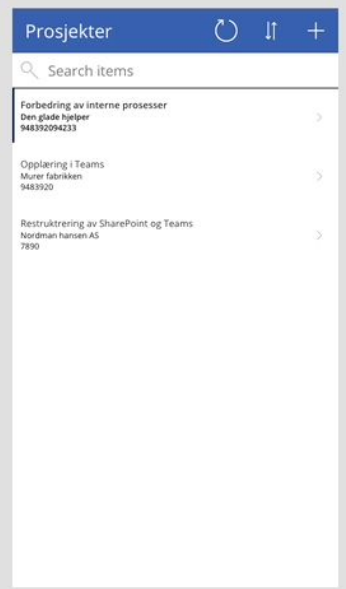 Prosjekter
Search items
Forbedring av interne prosesser
Den glade hjelper
948392094233
Opplæring i Teams
Murer fabrikken
9483920
Restruktrering av SharePoint og Teams
Nordman hansen AS
7890